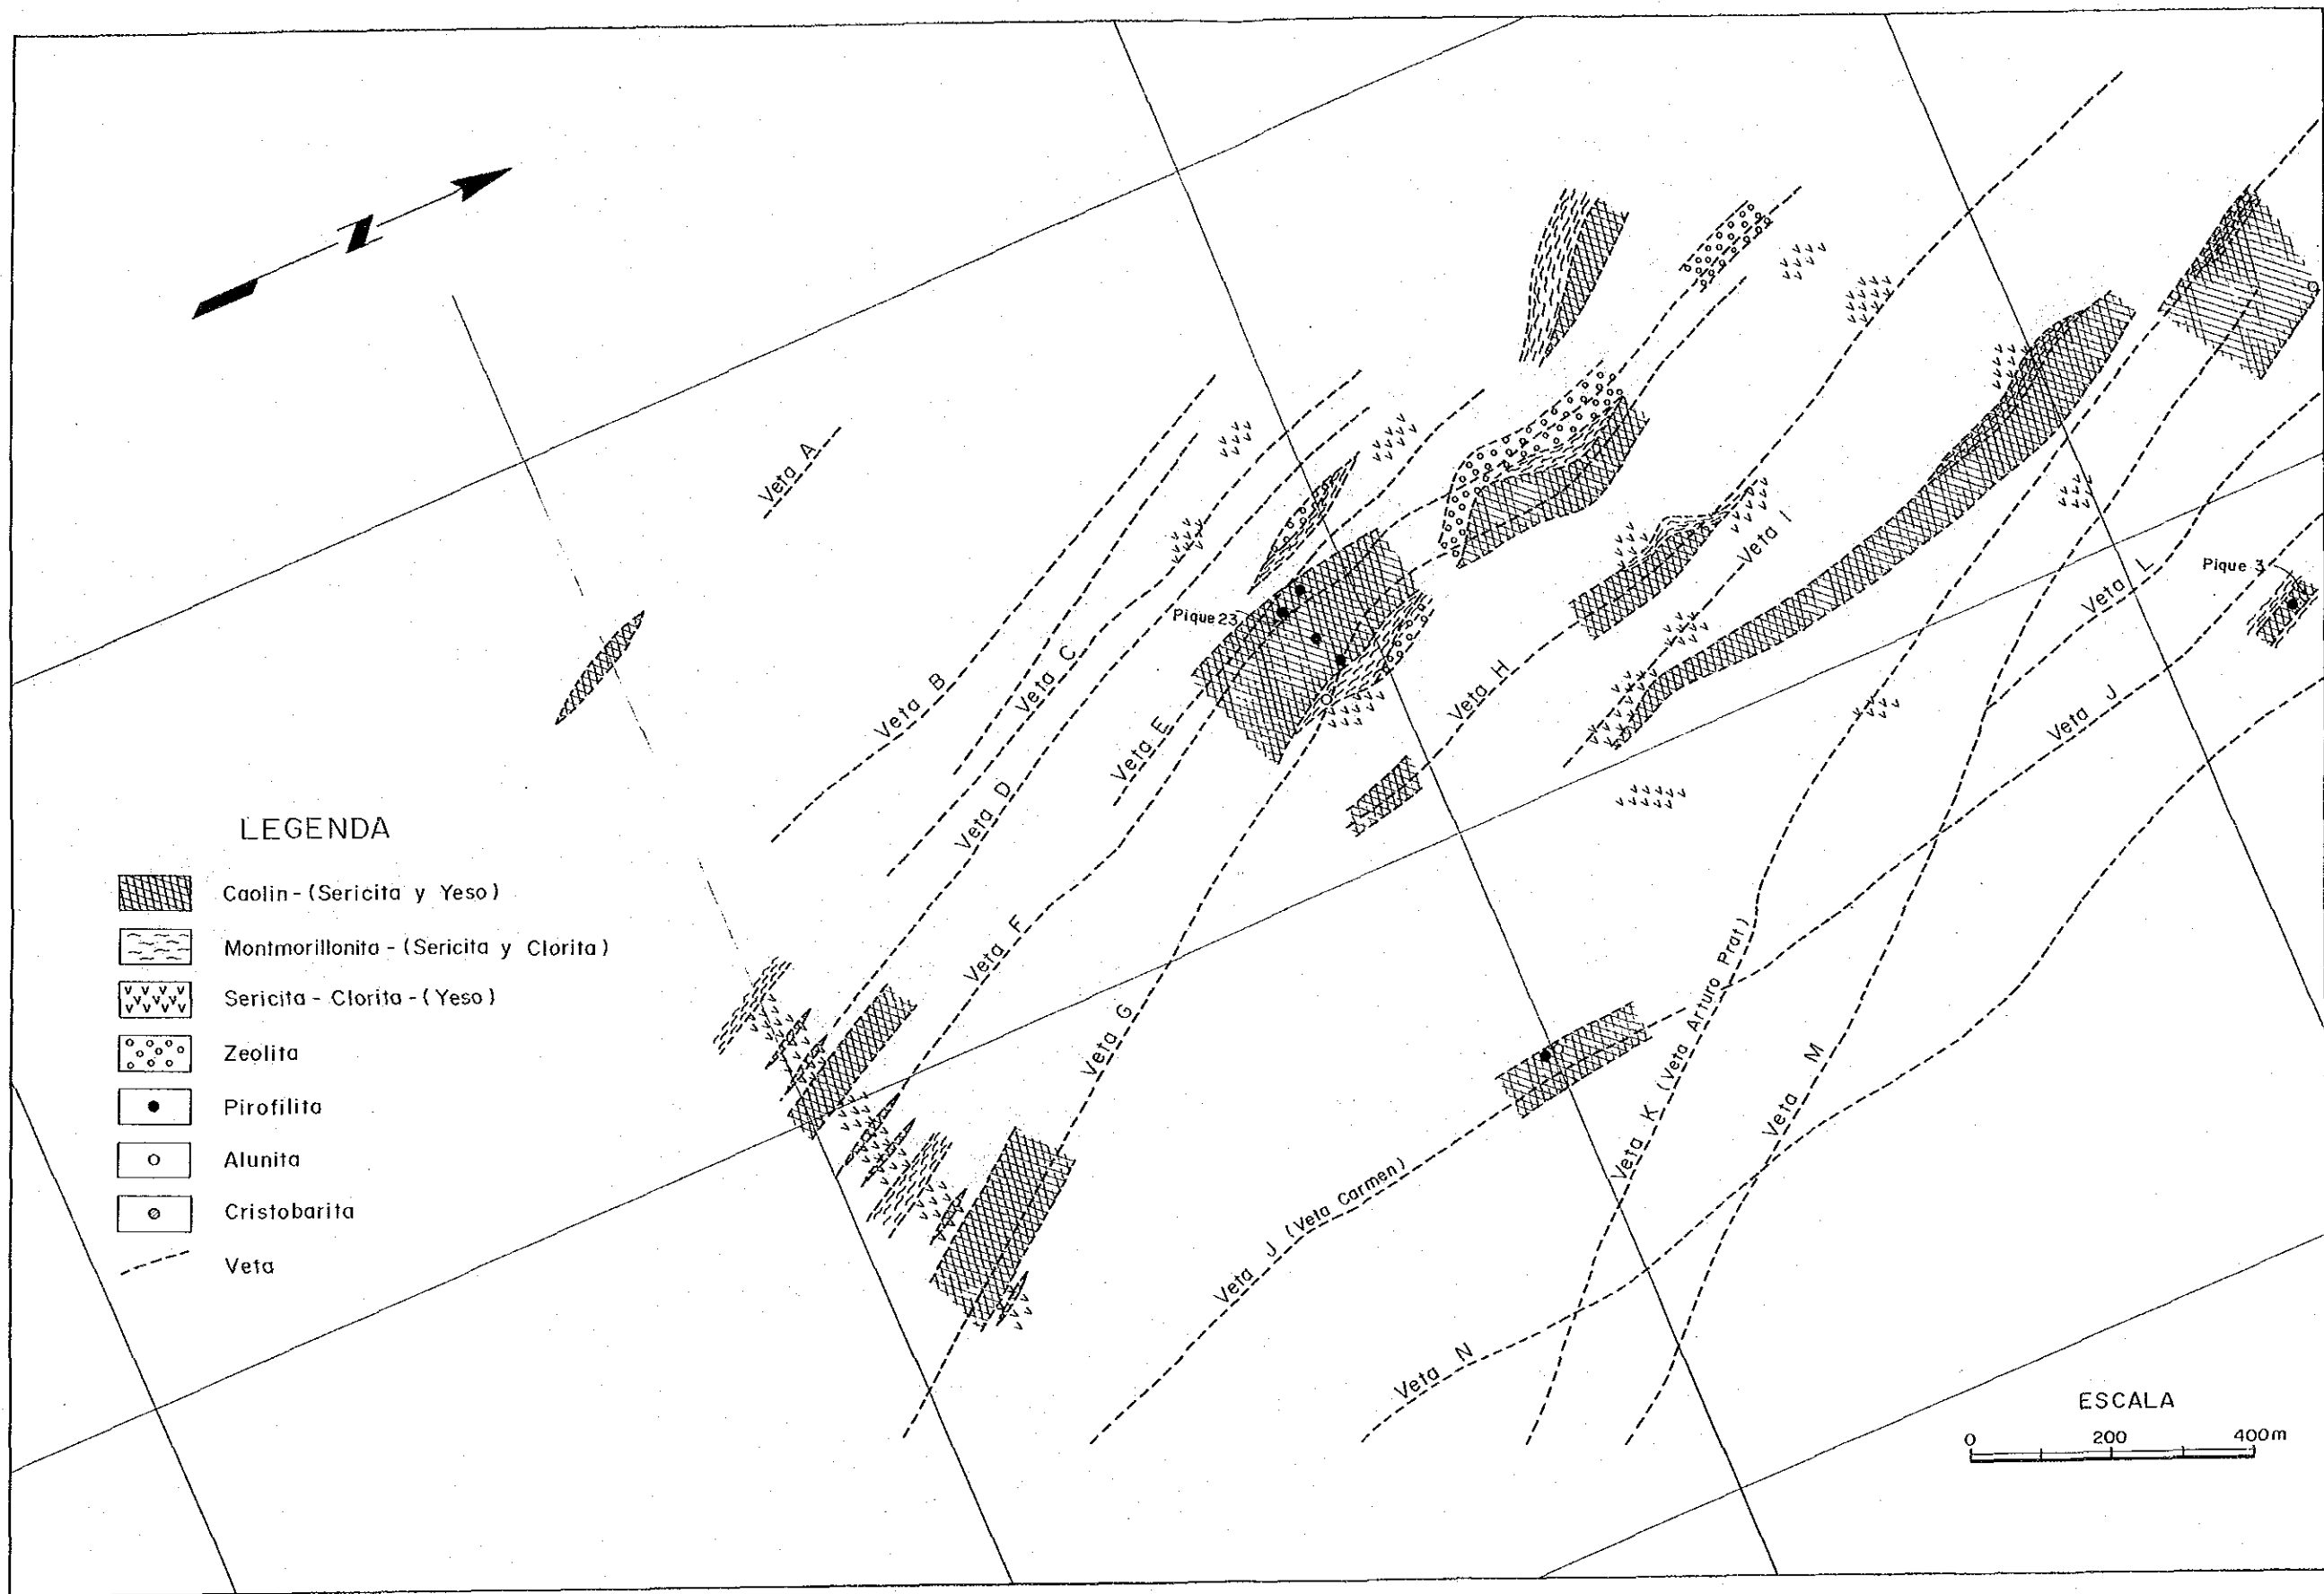 N
Veta A
Veta B
Veta C
Veta D
Veta E
Pique 23
Veta F
Veta G
Veta H
Veta I
Veta L
Pique 3
Veta J
Veta J (Veta Carmen)
Veta K (Veta Arturo Prat)
Veta M
Veta N
LEGENDA
Caolin - (Sericita y Yeso)
Montmorillonita - (Sericita y Clorita)
Sericita - Clorita - (Yeso)
Zeolita
Pirofilita
Alunita
Cristobarita
Veta
ESCALA
0 200 400m